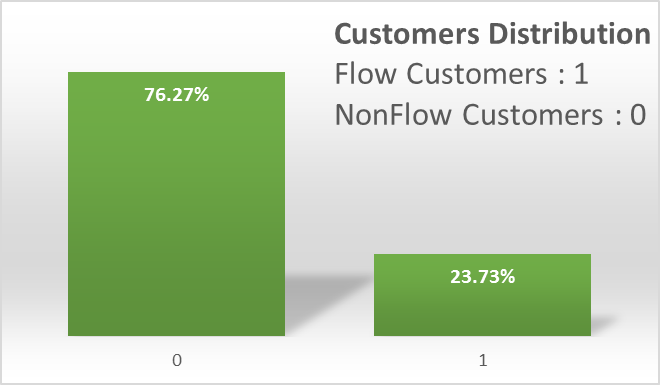 Customers Distribution
Flow Customers : 1
NonFlow Customers : 0
76.27%
23.73%
0
1